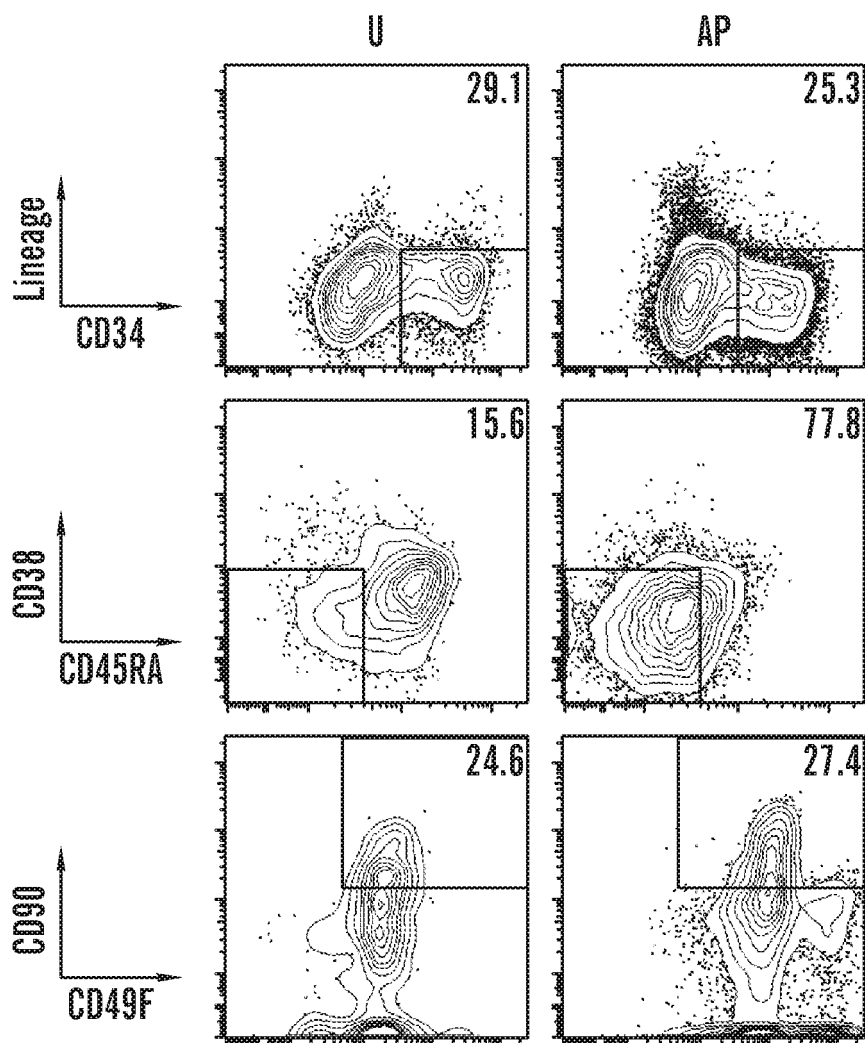 U AP
29.1 25.3
Lineage
CD34
15.6 77.8
CD38
CD45RA
24.6 27.4
CD90
CD49F